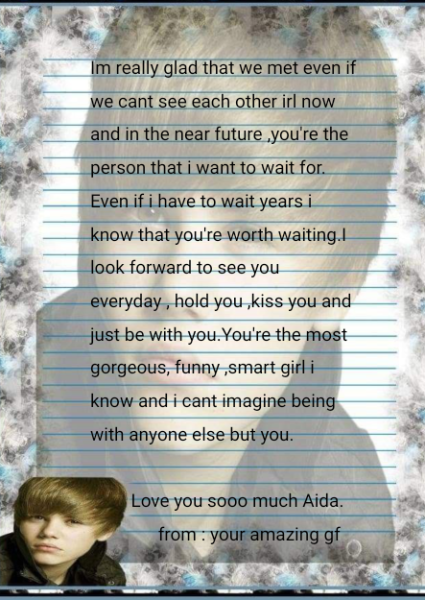 Im really glad that we met even if
we cant see each other irl now
and in the near future ,you're the
person that i want to wait for.
Even if i have to wait years i
know that you're worth waiting.I
look forward to see you
everyday , hold you ,kiss you and
just be with you.You're the most
gorgeous, funny ,smart girl i
know and i cant imagine being
with anyone else but you.
Love you sooo much Aida.
from : your amazing gf